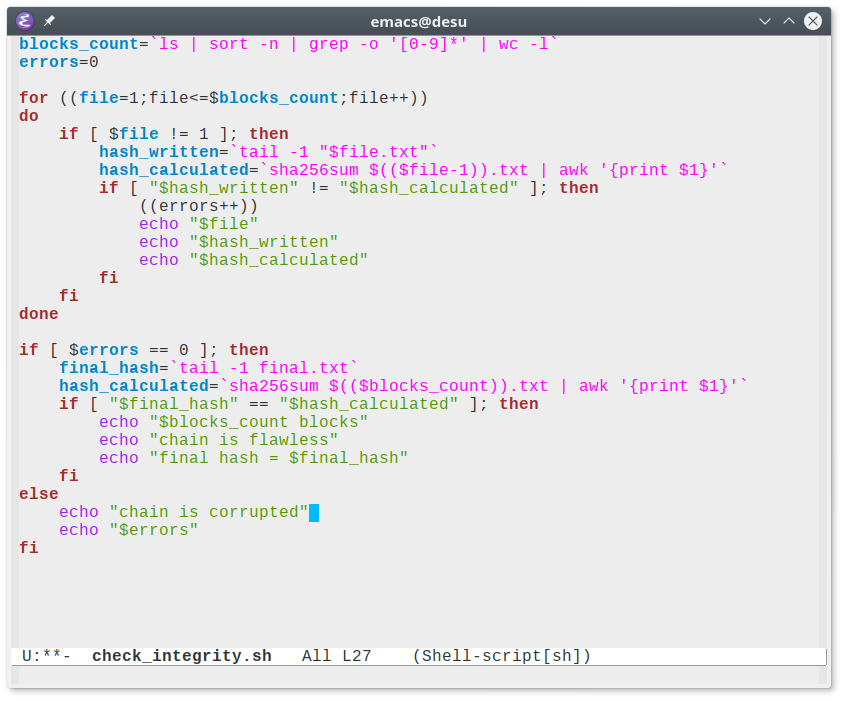 emacs@desu
blocks_count=`ls | sort -n | grep -o '[0-9]*' | wc -l`
errors=0

for ((file=1;file<=$blocks_count;file++))
do
    if [ $file != 1 ]; then
        hash_written=`tail -1 "$file.txt"`
        hash_calculated=`sha256sum $(($file-1)).txt | awk '{print $1}'`
        if [ "$hash_written" != "$hash_calculated" ]; then
            ((errors++))
            echo "$file"
            echo "$hash_written"
            echo "$hash_calculated"
        fi
    fi
done

if [ $errors == 0 ]; then
    final_hash=`tail -1 final.txt`
    hash_calculated=`sha256sum $(($blocks_count)).txt | awk '{print $1}'`
    if [ "$final_hash" == "$hash_calculated" ]; then
        echo "$blocks_count blocks"
        echo "chain is flawless"
        echo "final hash = $final_hash"
    fi
else
    echo "chain is corrupted"
    echo "$errors"
fi
U:**-  check_integrity.sh   All L27    (Shell-script[sh])